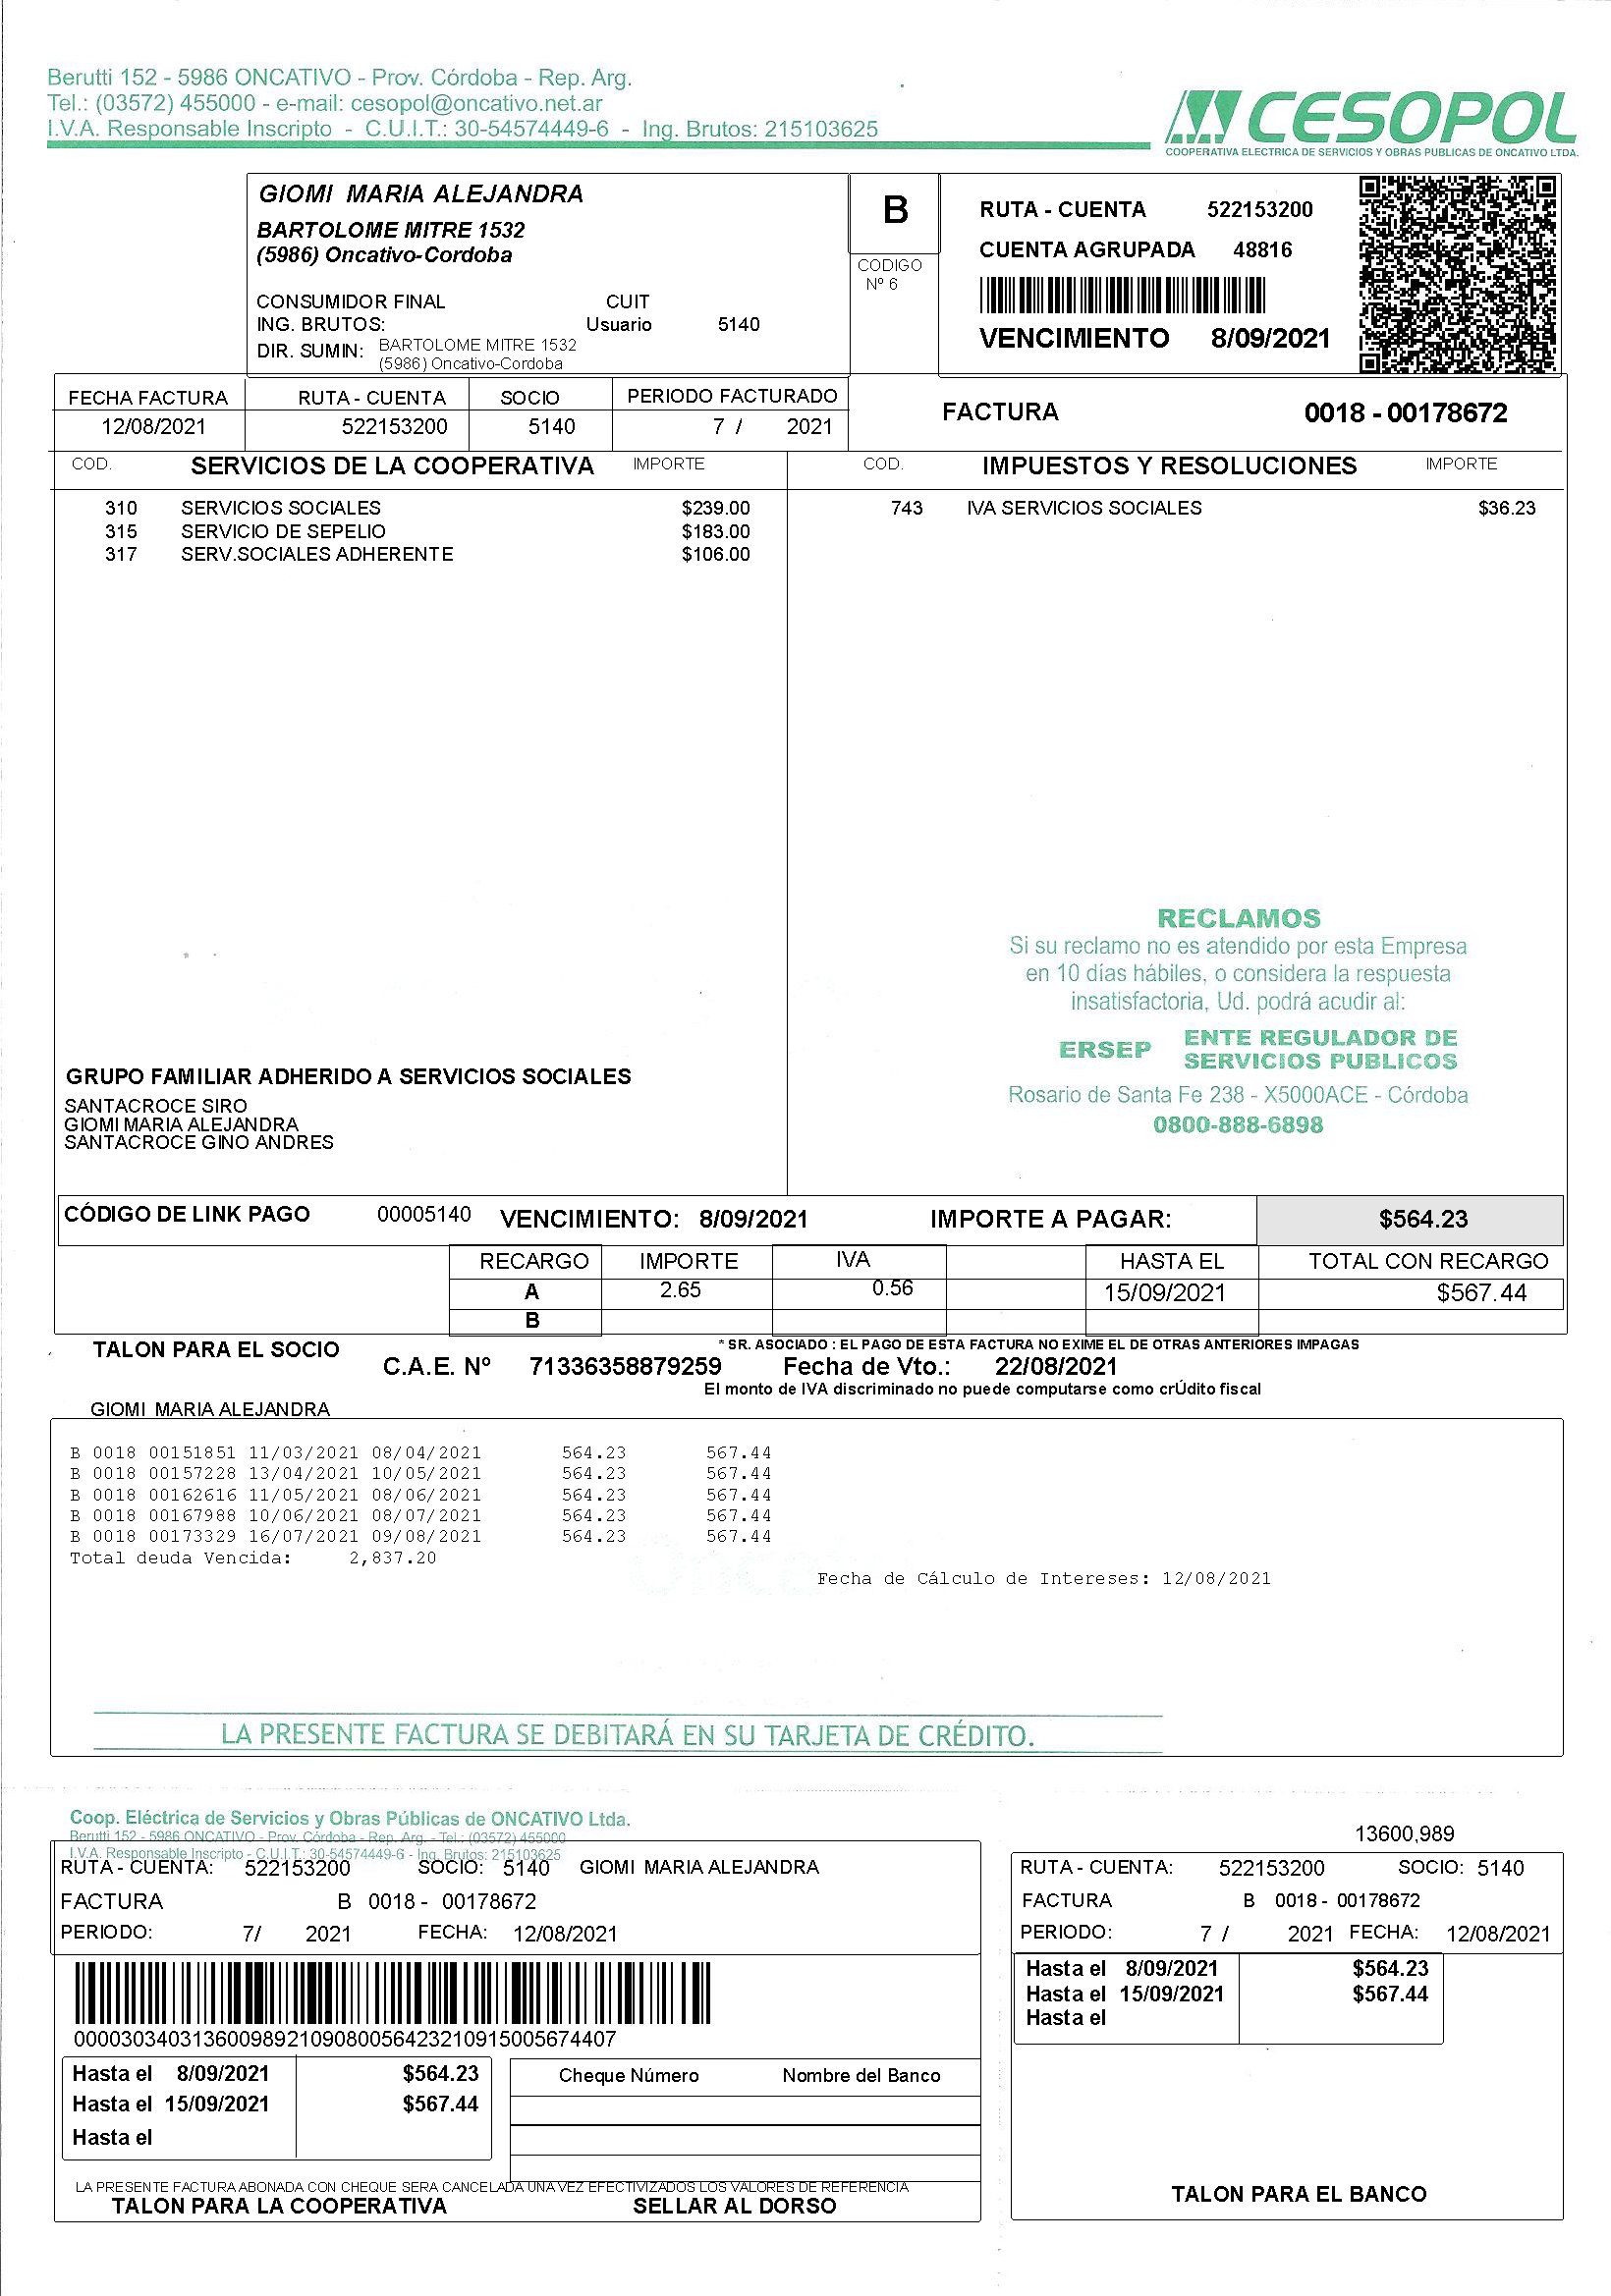 Berutti 152 - 5986 ONCATIVO - Prov. Córdoba - Rep. Arg.
Tel.: (03572) 455000 - e-mail: cesopol@oncativo.net.ar
I.V.A. Responsable Inscripto - C.U.I.T.: 30-54574449-6 - Ing. Brutos: 215103625
CESOPOL
COOPERATIVA ELECTRICA DE SERVICIOS Y OBRAS PUBLICAS DE ONCATIVO LTDA.
GIOMI MARIA ALEJANDRA
BARTOLOME MITRE 1532
(5986) Oncativo-Cordoba
CONSUMIDOR FINAL CUIT
ING. BRUTOS: Usuario 5140
DIR. SUMIN: BARTOLOME MITRE 1532
(5986) Oncativo-Cordoba
B
CODIGO
Nº 6
RUTA - CUENTA 522153200
CUENTA AGRUPADA 48816
VENCIMIENTO 8/09/2021
FECHA FACTURA RUTA - CUENTA SOCIO PERIODO FACTURADO
12/08/2021 522153200 5140 7 / 2021
FACTURA 0018 - 00178672
COD. SERVICIOS DE LA COOPERATIVA IMPORTE COD. IMPUESTOS Y RESOLUCIONES IMPORTE
310 SERVICIOS SOCIALES $239.00 743 IVA SERVICIOS SOCIALES $36.23
315 SERVICIO DE SEPELIO $183.00
317 SERV.SOCIALES ADHERENTE $106.00
RECLAMOS
Si su reclamo no es atendido por esta Empresa
en 10 días hábiles, o considera la respuesta
insatisfactoria, Ud. podrá acudir al:
ERSEP ENTE REGULADOR DE
SERVICIOS PUBLICOS
Rosario de Santa Fe 238 - X5000ACE - Córdoba
0800-888-6898
GRUPO FAMILIAR ADHERIDO A SERVICIOS SOCIALES
SANTACROCE SIRO
GIOMI MARIA ALEJANDRA
SANTACROCE GINO ANDRES
CÓDIGO DE LINK PAGO 00005140 VENCIMIENTO: 8/09/2021 IMPORTE A PAGAR: $564.23
RECARGO IMPORTE IVA HASTA EL TOTAL CON RECARGO
A 2.65 0.56 15/09/2021 $567.44
B
TALON PARA EL SOCIO
* SR. ASOCIADO : EL PAGO DE ESTA FACTURA NO EXIME EL DE OTRAS ANTERIORES IMPAGAS
C.A.E. Nº 71336358879259 Fecha de Vto.: 22/08/2021
El monto de IVA discriminado no puede computarse como crÚdito fiscal
GIOMI MARIA ALEJANDRA
B 0018 00151851 11/03/2021 08/04/2021 564.23 567.44
B 0018 00157228 13/04/2021 10/05/2021 564.23 567.44
B 0018 00162616 11/05/2021 08/06/2021 564.23 567.44
B 0018 00167988 10/06/2021 08/07/2021 564.23 567.44
B 0018 00173329 16/07/2021 09/08/2021 564.23 567.44
Total deuda Vencida: 2,837.20
Fecha de Cálculo de Intereses: 12/08/2021
LA PRESENTE FACTURA SE DEBITARÁ EN SU TARJETA DE CRÉDITO.
Coop. Eléctrica de Servicios y Obras Públicas de ONCATIVO Ltda.
Berutti 152 - 5986 ONCATIVO - Prov. Córdoba - Rep. Arg. - Tel.: (03572) 455000
I.V.A. Responsable Inscripto - C.U.I.T.: 30-54574449-6 - Ing. Brutos: 215103625
RUTA - CUENTA: 522153200 SOCIO: 5140 GIOMI MARIA ALEJANDRA
FACTURA B 0018 - 00178672
PERIODO: 7/ 2021 FECHA: 12/08/2021
0000303403136009892109080056423210915005674407
Hasta el 8/09/2021 $564.23
Hasta el 15/09/2021 $567.44
Hasta el
Cheque Número Nombre del Banco
LA PRESENTE FACTURA ABONADA CON CHEQUE SERA CANCELADA UNA VEZ EFECTIVIZADOS LOS VALORES DE REFERENCIA
TALON PARA LA COOPERATIVA SELLAR AL DORSO
13600,989
RUTA - CUENTA: 522153200 SOCIO: 5140
FACTURA B 0018 - 00178672
PERIODO: 7 / 2021 FECHA: 12/08/2021
Hasta el 8/09/2021 $564.23
Hasta el 15/09/2021 $567.44
Hasta el
TALON PARA EL BANCO